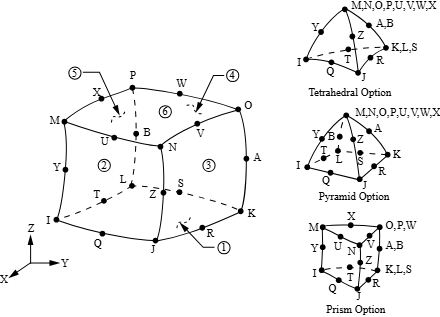 M,N,O,P,U,V,W,X
Y
A,B
Z
K,L,S
I
T
R
Q
J
Tetrahedral Option
5
P
W
4
X
6
O
M
U
B
V
N
Y
2
3
A
L
T
Z
S
I
K
Q
R
J
1
Z
Y
X
M,N,O,P,U,V,W,X
Y
B
Z
A
T
L
S
K
I
R
Q
J
Pyramid Option
X
M
O,P,W
U
V
N
Y
A,B
Z
I
T
K,L,S
Q
R
J
Prism Option